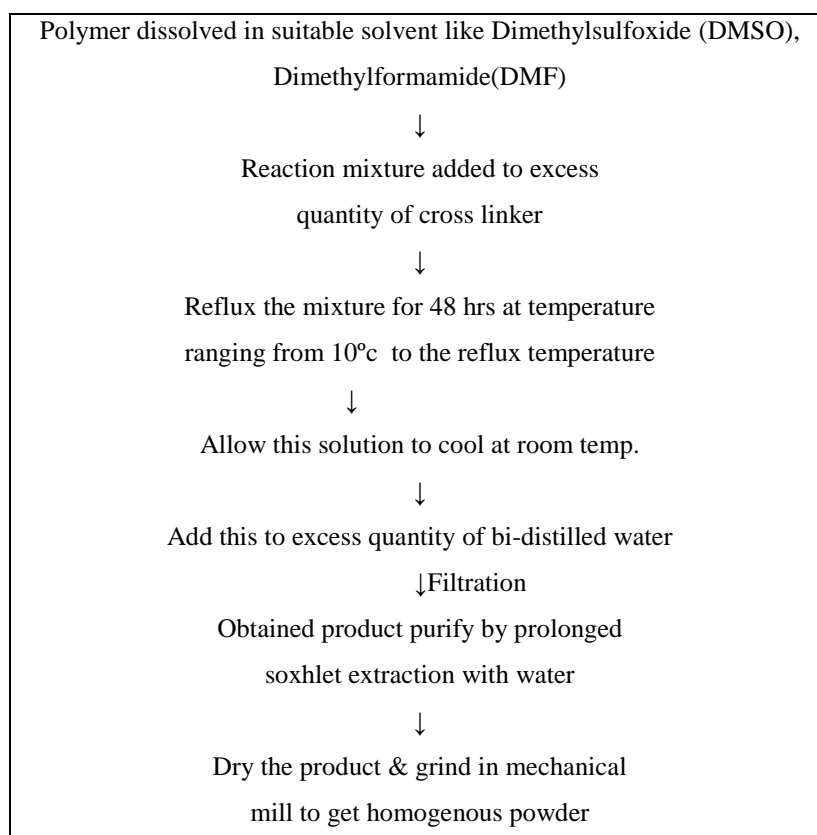 Polymer dissolved in suitable solvent like Dimethylsulfoxide (DMSO),
Dimethylformamide(DMF)
↓
Reaction mixture added to excess
quantity of cross linker
↓
Reflux the mixture for 48 hrs at temperature
ranging from 10ºc to the reflux temperature
↓
Allow this solution to cool at room temp.
↓
Add this to excess quantity of bi-distilled water
↓Filtration
Obtained product purify by prolonged
soxhlet extraction with water
↓
Dry the product & grind in mechanical
mill to get homogenous powder